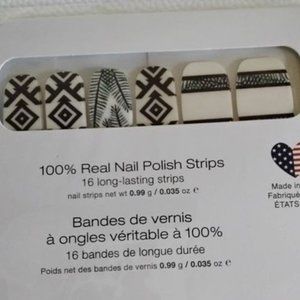 100% Real Nail Polish Strips
16 long-lasting strips
nail strips net wt 0.99 g / 0.035 oz e
Made in
Bandes de vernis
à ongles véritable à 100%
16 bandes de longue durée
Poids net des bandes de vernis 0.99 g / 0.035 oz e
Fabriqué
ÉTATS